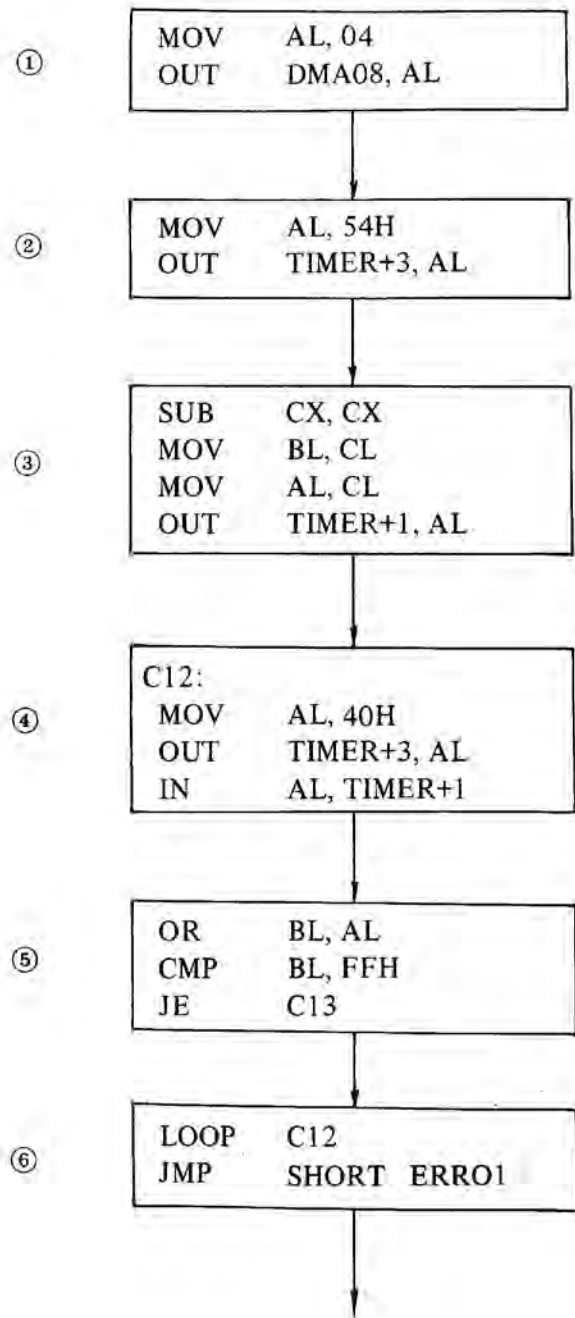 ①
MOV AL, 04
OUT DMA08, AL
②
MOV AL, 54H
OUT TIMER+3, AL
③
SUB CX, CX
MOV BL, CL
MOV AL, CL
OUT TIMER+1, AL
④
C12:
MOV AL, 40H
OUT TIMER+3, AL
IN AL, TIMER+1
⑤
OR BL, AL
CMP BL, FFH
JE C13
⑥
LOOP C12
JMP SHORT ERRO1